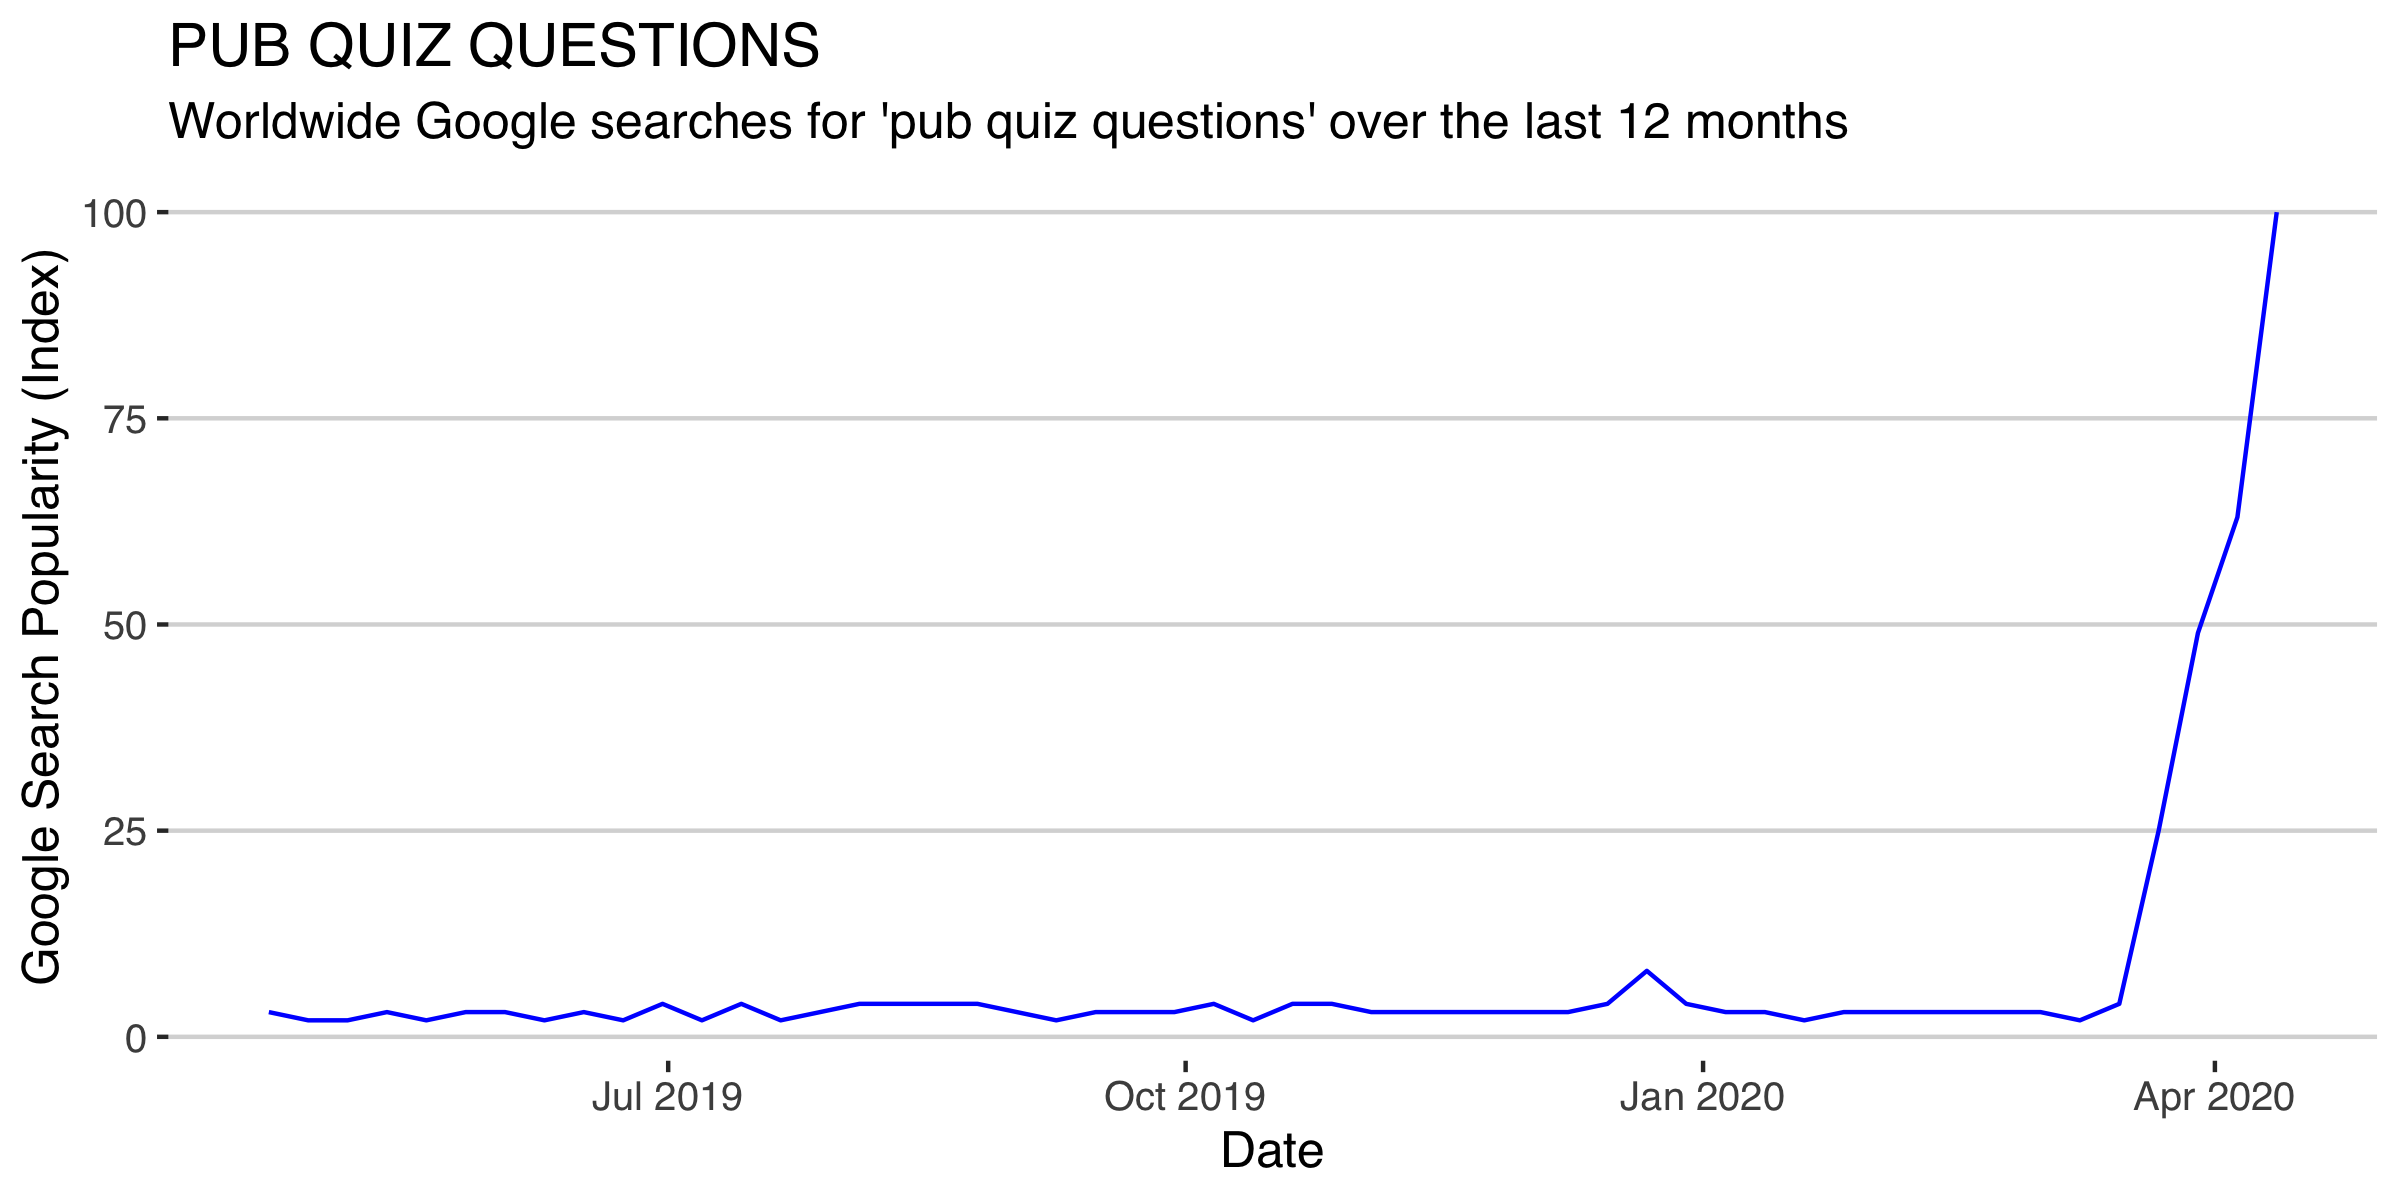 PUB QUIZ QUESTIONS
Worldwide Google searches for 'pub quiz questions' over the last 12 months
Google Search Popularity (Index)
100
75
50
25
0
Jul 2019
Oct 2019
Jan 2020
Apr 2020
Date